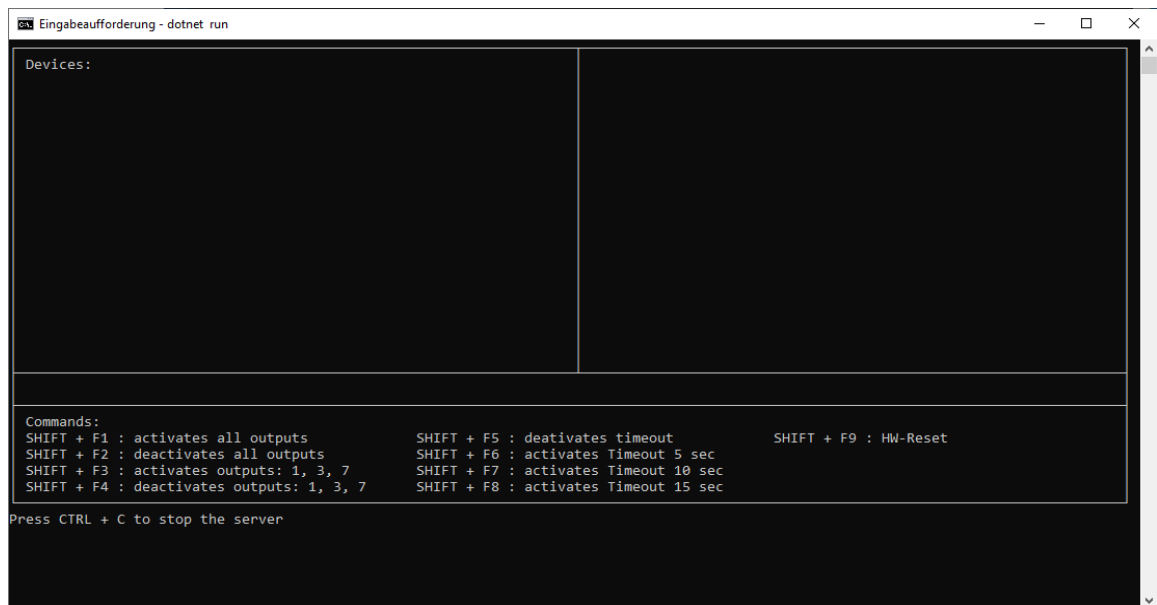 Eingabeaufforderung - dotnet run
Devices:
Commands:
SHIFT + F1 : activates all outputs SHIFT + F5 : deativates timeout SHIFT + F9 : HW-Reset
SHIFT + F2 : deactivates all outputs SHIFT + F6 : activates Timeout 5 sec
SHIFT + F3 : activates outputs: 1, 3, 7 SHIFT + F7 : activates Timeout 10 sec
SHIFT + F4 : deactivates outputs: 1, 3, 7 SHIFT + F8 : activates Timeout 15 sec
Press CTRL + C to stop the server